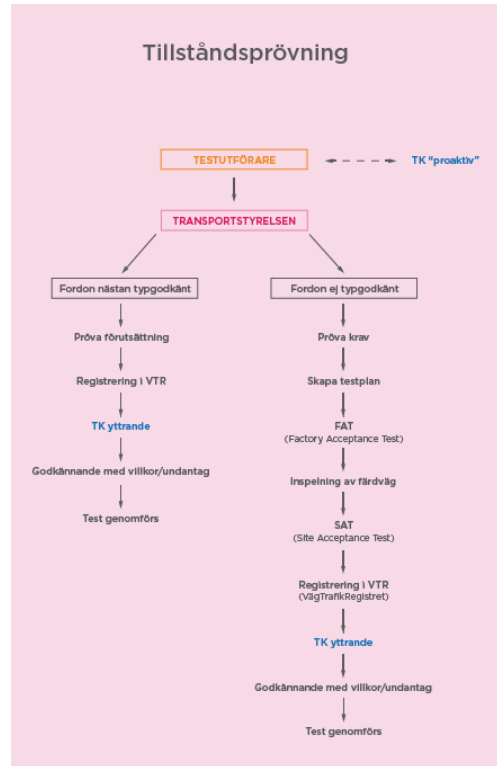 Tillståndsprövning
TESTUTFÖRARE
TK "proaktiv"
TRANSPORTSTYRELSEN
Fordon nästan typgodkänt
Pröva förutsättning
Registrering i VTR
TK yttrande
Godkännande med villkor/undantag
Test genomförs
Fordon ej typgodkänt
Pröva krav
Skapa testplan
FAT
(Factory Acceptance Test)
Inspelning av färdväg
SAT
(Site Acceptance Test)
Registrering i VTR
(VägTrafikRegistret)
TK yttrande
Godkännande med villkor/undantag
Test genomförs